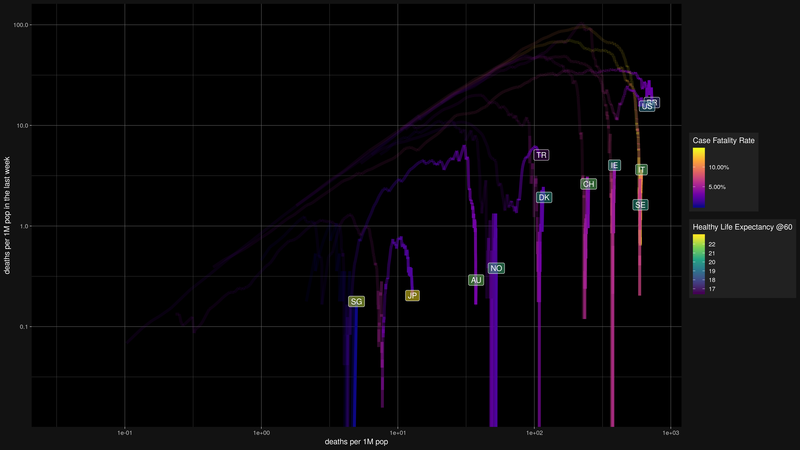 100.0
10.0
1.0
0.1
deaths per 1M pop in the last week
1e-01
1e+00
1e+01
1e+02
1e+03
deaths per 1M pop
US
TR
IE
IT
CH
DK
SE
NO
AU
JP
SG
Case Fatality Rate
10.00%
5.00%
Healthy Life Expectancy @60
22
21
20
19
18
17